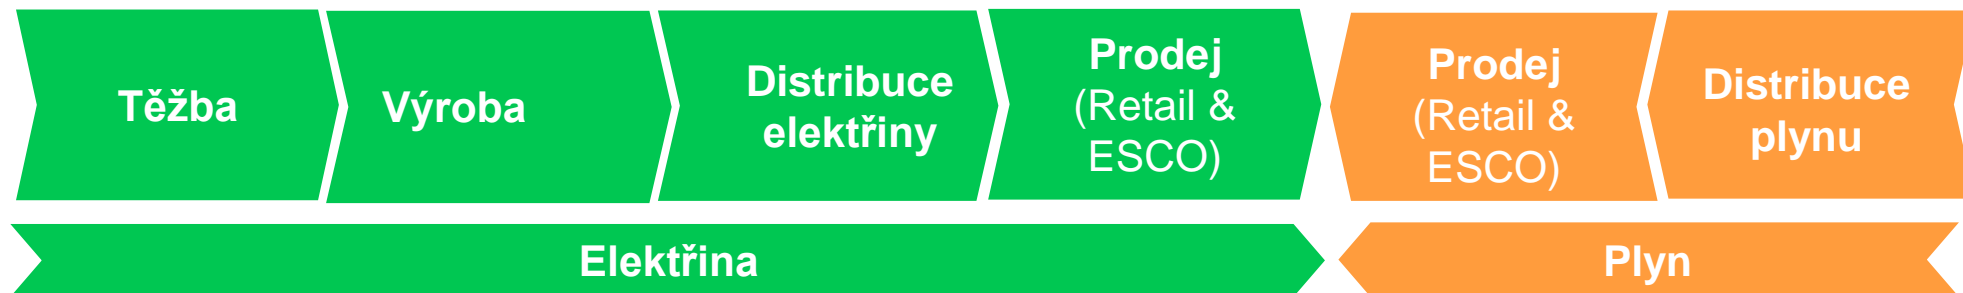 Těžba
Výroba
Distribuce
elektřiny
Prodej
(Retail &
ESCO)
Prodej
(Retail &
ESCO)
Distribuce
plynu
Elektřina
Plyn